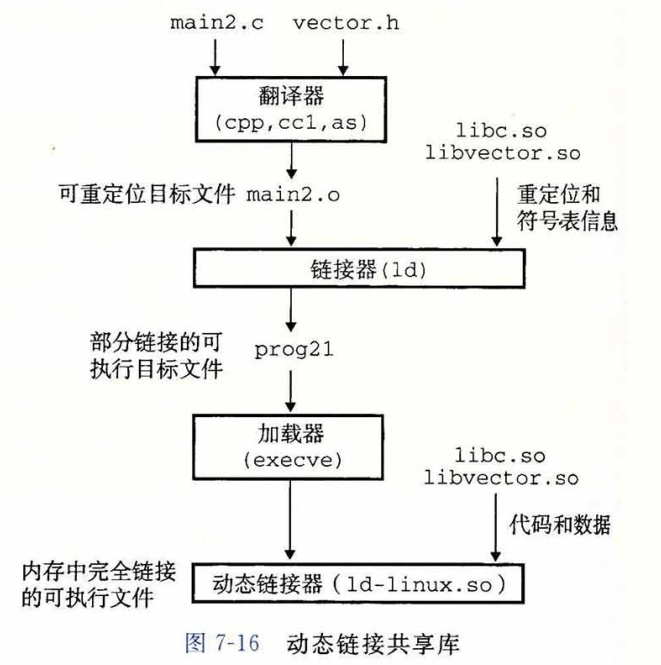 main2.c vector.h
翻译器
(cpp,cc1,as)
libc.so
libvector.so
可重定位目标文件 main2.o
重定位和
符号表信息
链接器(ld)
部分链接的可
执行目标文件
prog21
加载器
(execve)
libc.so
libvector.so
代码和数据
内存中完全链接
的可执行文件
动态链接器(ld-linux.so)
图 7-16 动态链接共享库